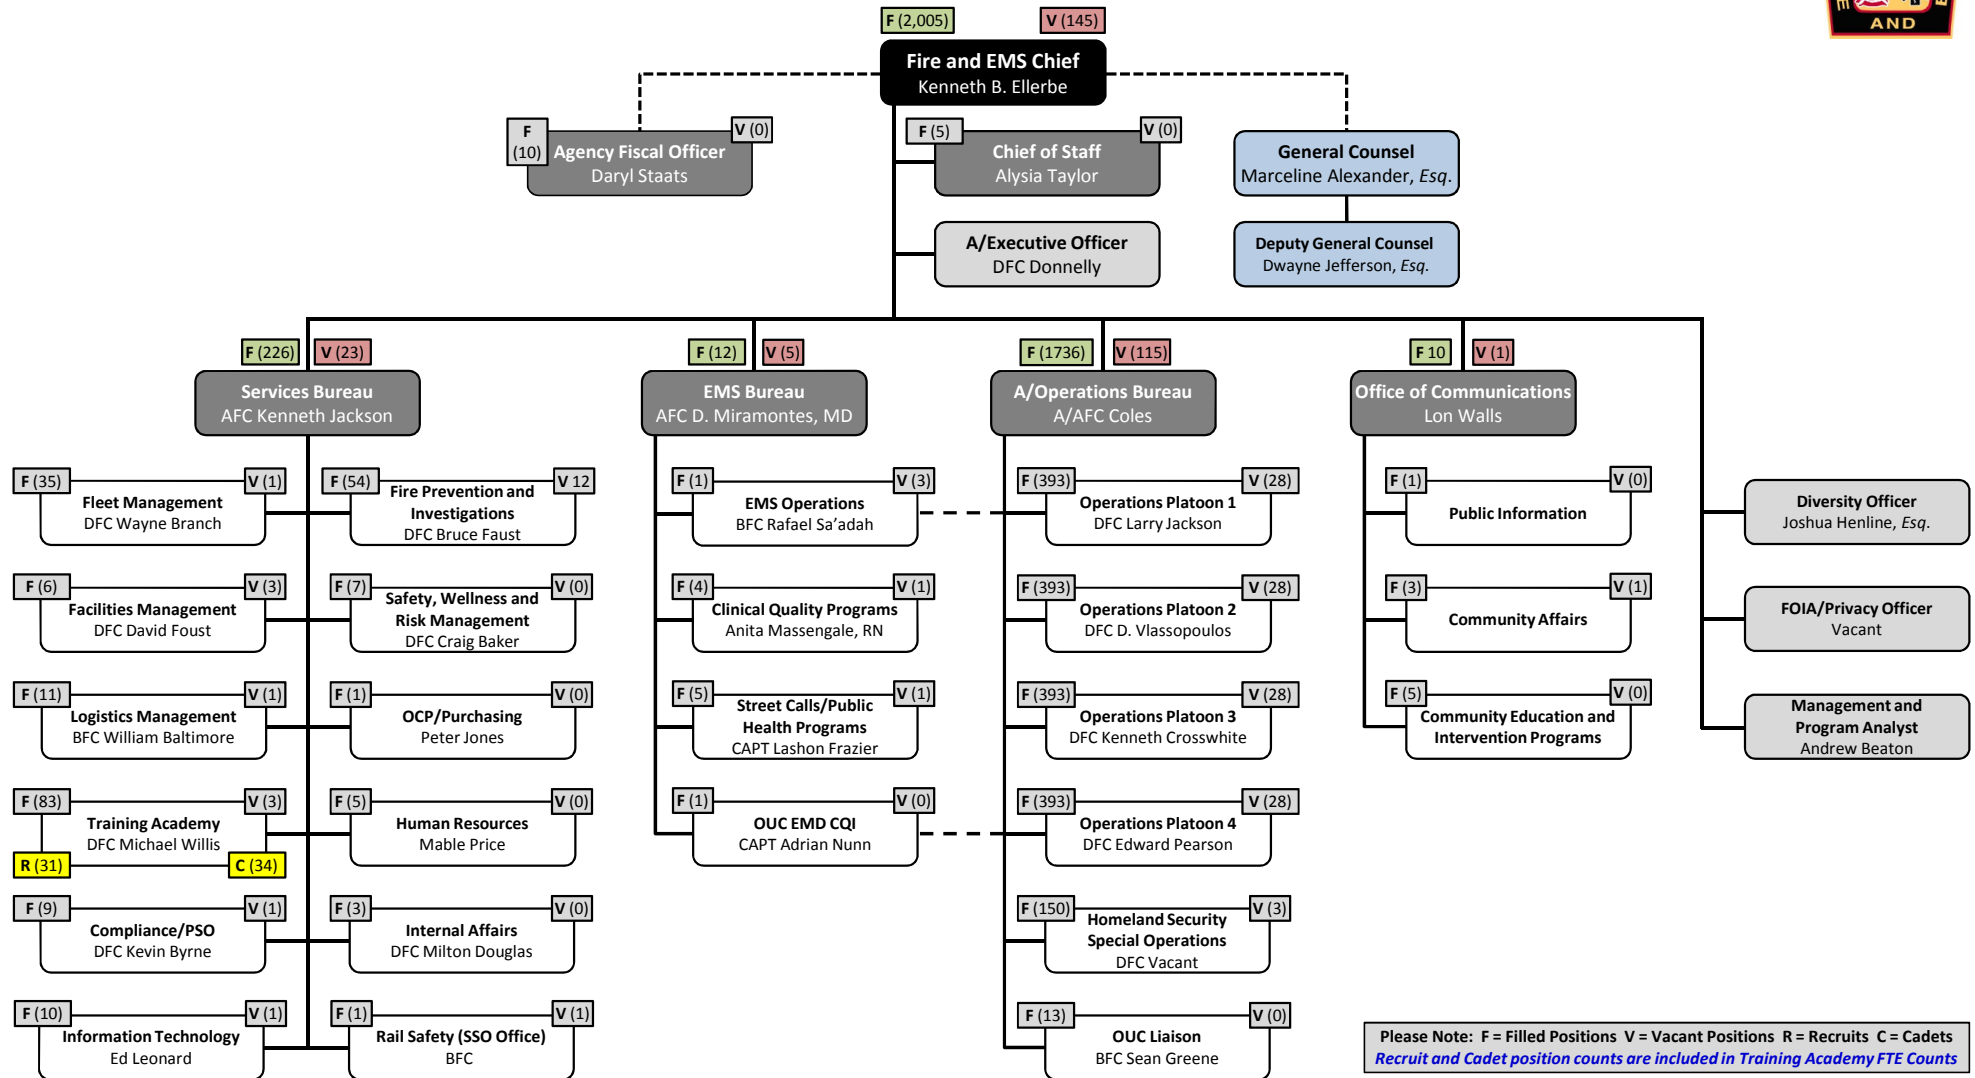 F (2,005)
V (145)
AND
Fire and EMS Chief
Kenneth B. Ellerbe
F
(10)
V (0)
Agency Fiscal Officer
Daryl Staats
F (5)
V (0)
Chief of Staff
Alysia Taylor
General Counsel
Marceline Alexander, Esq.
A/Executive Officer
DFC Donnelly
Deputy General Counsel
Dwayne Jefferson, Esq.
F (226)
V (23)
Services Bureau
AFC Kenneth Jackson
F (12)
V (5)
EMS Bureau
AFC D. Miramontes, MD
F (1736)
V (115)
A/Operations Bureau
A/AFC Coles
F 10
V (1)
Office of Communications
Lon Walls
F (35)
V (1)
Fleet Management
DFC Wayne Branch
F (54)
V 12
Fire Prevention and
Investigations
DFC Bruce Faust
F (1)
V (3)
EMS Operations
BFC Rafael Sa’adah
F (393)
V (28)
Operations Platoon 1
DFC Larry Jackson
F (1)
V (0)
Public Information
Diversity Officer
Joshua Henline, Esq.
F (6)
V (3)
Facilities Management
DFC David Foust
F (7)
V (0)
Safety, Wellness and
Risk Management
DFC Craig Baker
F (4)
V (1)
Clinical Quality Programs
Anita Massengale, RN
F (393)
V (28)
Operations Platoon 2
DFC D. Vlassopoulos
F (3)
V (1)
Community Affairs
FOIA/Privacy Officer
Vacant
F (11)
V (1)
Logistics Management
BFC William Baltimore
F (1)
V (0)
OCP/Purchasing
Peter Jones
F (5)
V (1)
Street Calls/Public
Health Programs
CAPT Lashon Frazier
F (393)
V (28)
Operations Platoon 3
DFC Kenneth Crosswhite
F (5)
V (0)
Community Education and
Intervention Programs
Management and
Program Analyst
Andrew Beaton
F (83)
V (3)
Training Academy
DFC Michael Willis
R (31)
C (34)
F (5)
V (0)
Human Resources
Mable Price
F (1)
V (0)
OUC EMD CQI
CAPT Adrian Nunn
F (393)
V (28)
Operations Platoon 4
DFC Edward Pearson
F (9)
V (1)
Compliance/PSO
DFC Kevin Byrne
F (3)
V (0)
Internal Affairs
DFC Milton Douglas
F (150)
V (3)
Homeland Security
Special Operations
DFC Vacant
F (10)
V (1)
Information Technology
Ed Leonard
F (1)
V (1)
Rail Safety (SSO Office)
BFC
F (13)
V (0)
OUC Liaison
BFC Sean Greene
Please Note: F = Filled Positions V = Vacant Positions R = Recruits C = Cadets
Recruit and Cadet position counts are included in Training Academy FTE Counts